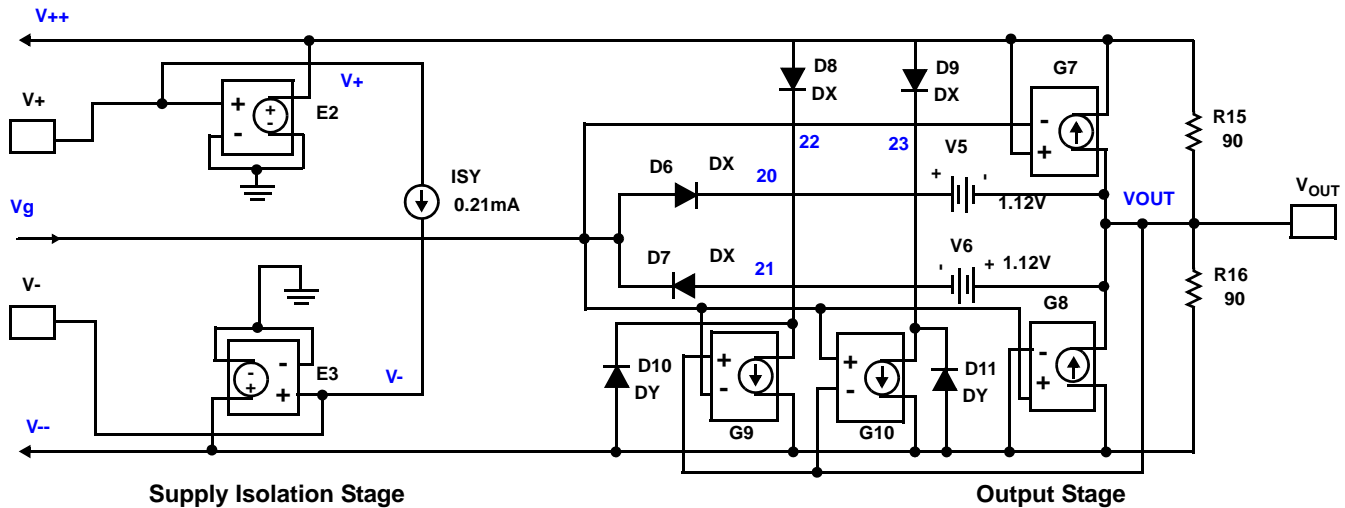 V++
V+
V+
+
-
+
-
E2
ISY
0.21mA
Vg
V-
-
+
-
+
E3
V-
V--
D8
DX
D9
DX
G7
-
+
R15
90
22
23
D6
DX
20
V5
+
-
1.12V
VOUT
VOUT
D7
DX
21
V6
-
+
1.12V
R16
90
G8
D10
DY
+
-
G9
+
-
G10
D11
DY
-
+
Supply Isolation Stage
Output Stage